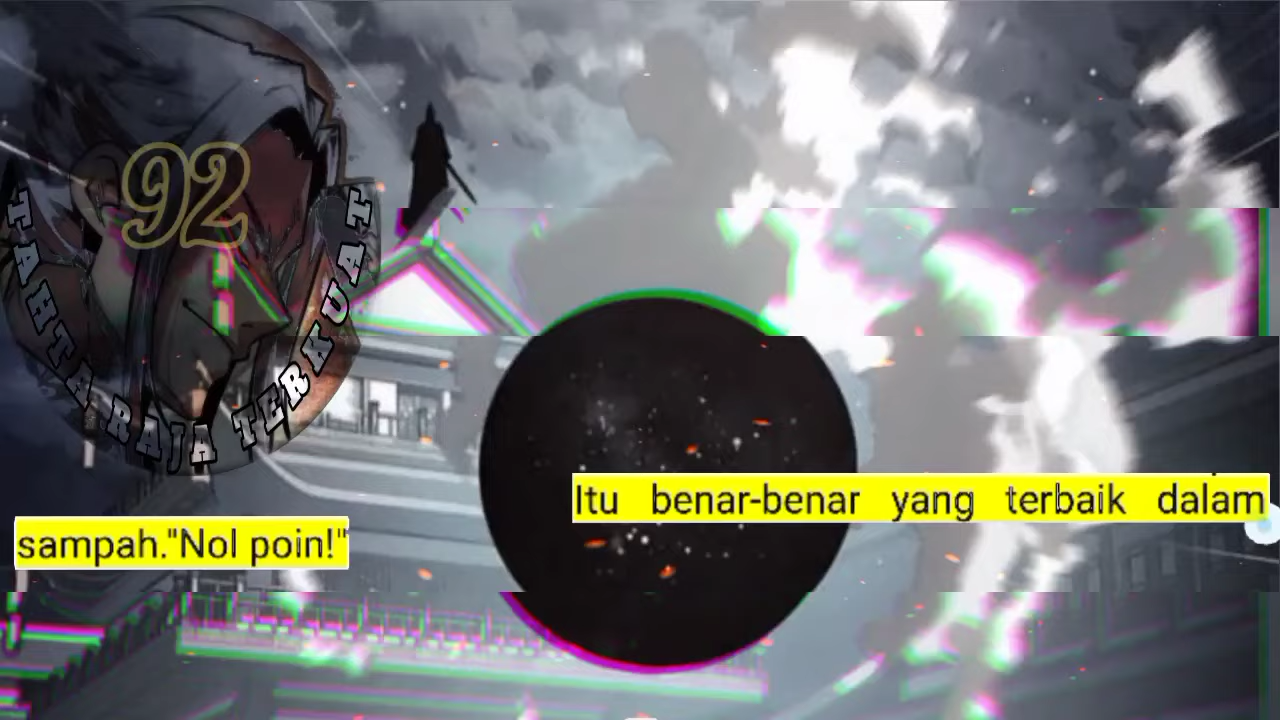 92
TAHTA RAJA TERKUAT
Itu benar-benar yang terbaik dalam
sampah."Nol poin!"